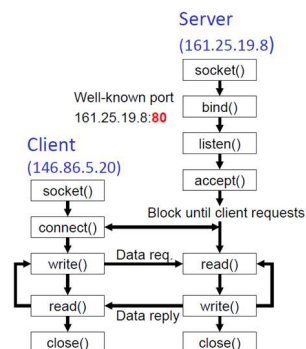 Server
(161.25.19.8)
socket()
Well-known port
161.25.19.8:80
bind()
listen()
accept()
Client
(146.86.5.20)
socket()
Block until client requests
connect()
write()
Data req.
read()
read()
Data reply
write()
close()
close()